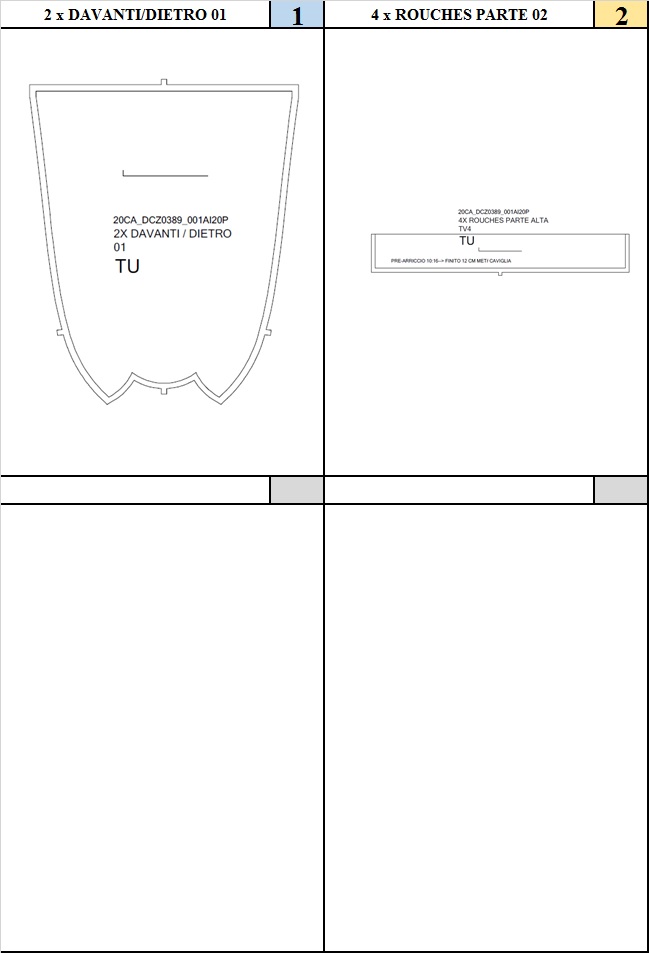 2 x DAVANTI/DIETRO 01
1
4 x ROUCHES PARTE 02
2
20CA_DCZ0389_001AI20P
2X DAVANTI / DIETRO
01
TU
20CA_DCZ0389_001AI20P
4X ROUCHES PARTE ALTA
TV4
TU
PRE-ARRICCIO 10:16--> FINITO 12 CM METI CAVIGLIA